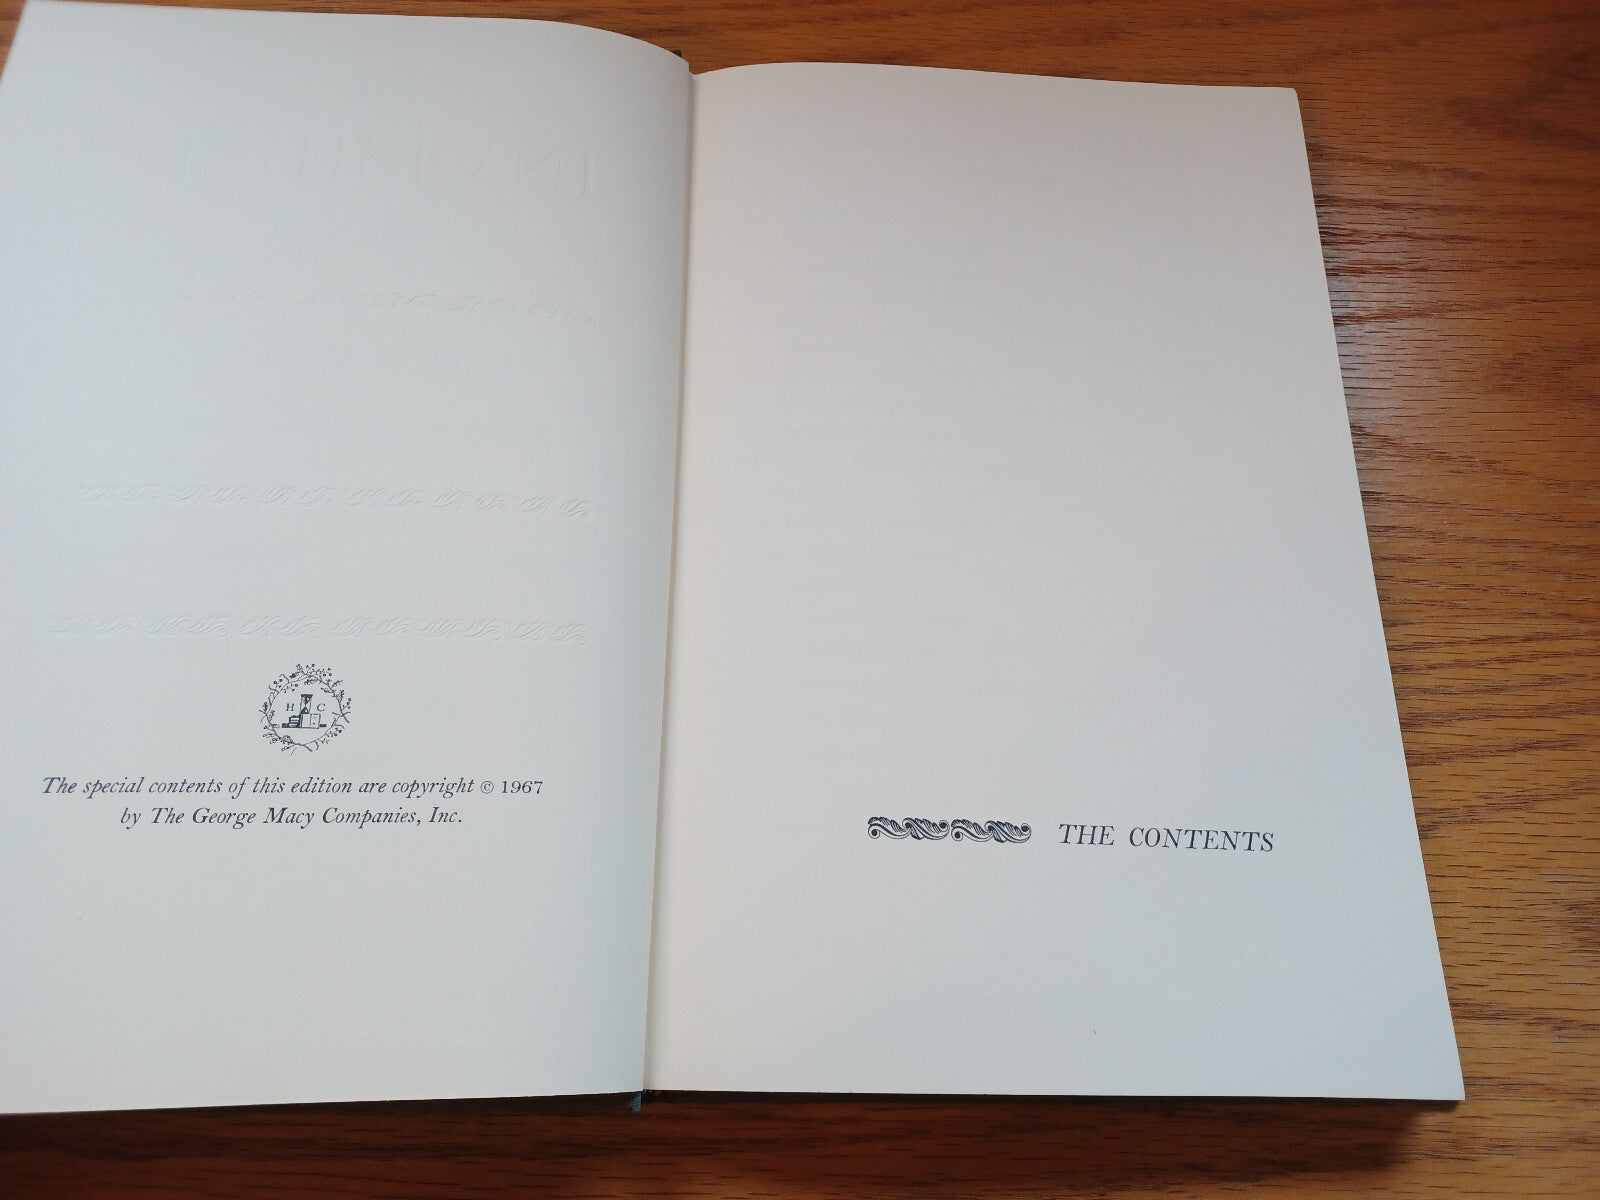 H C
The special contents of this edition are copyright © 1967
by The George Macy Companies, Inc.
THE CONTENTS